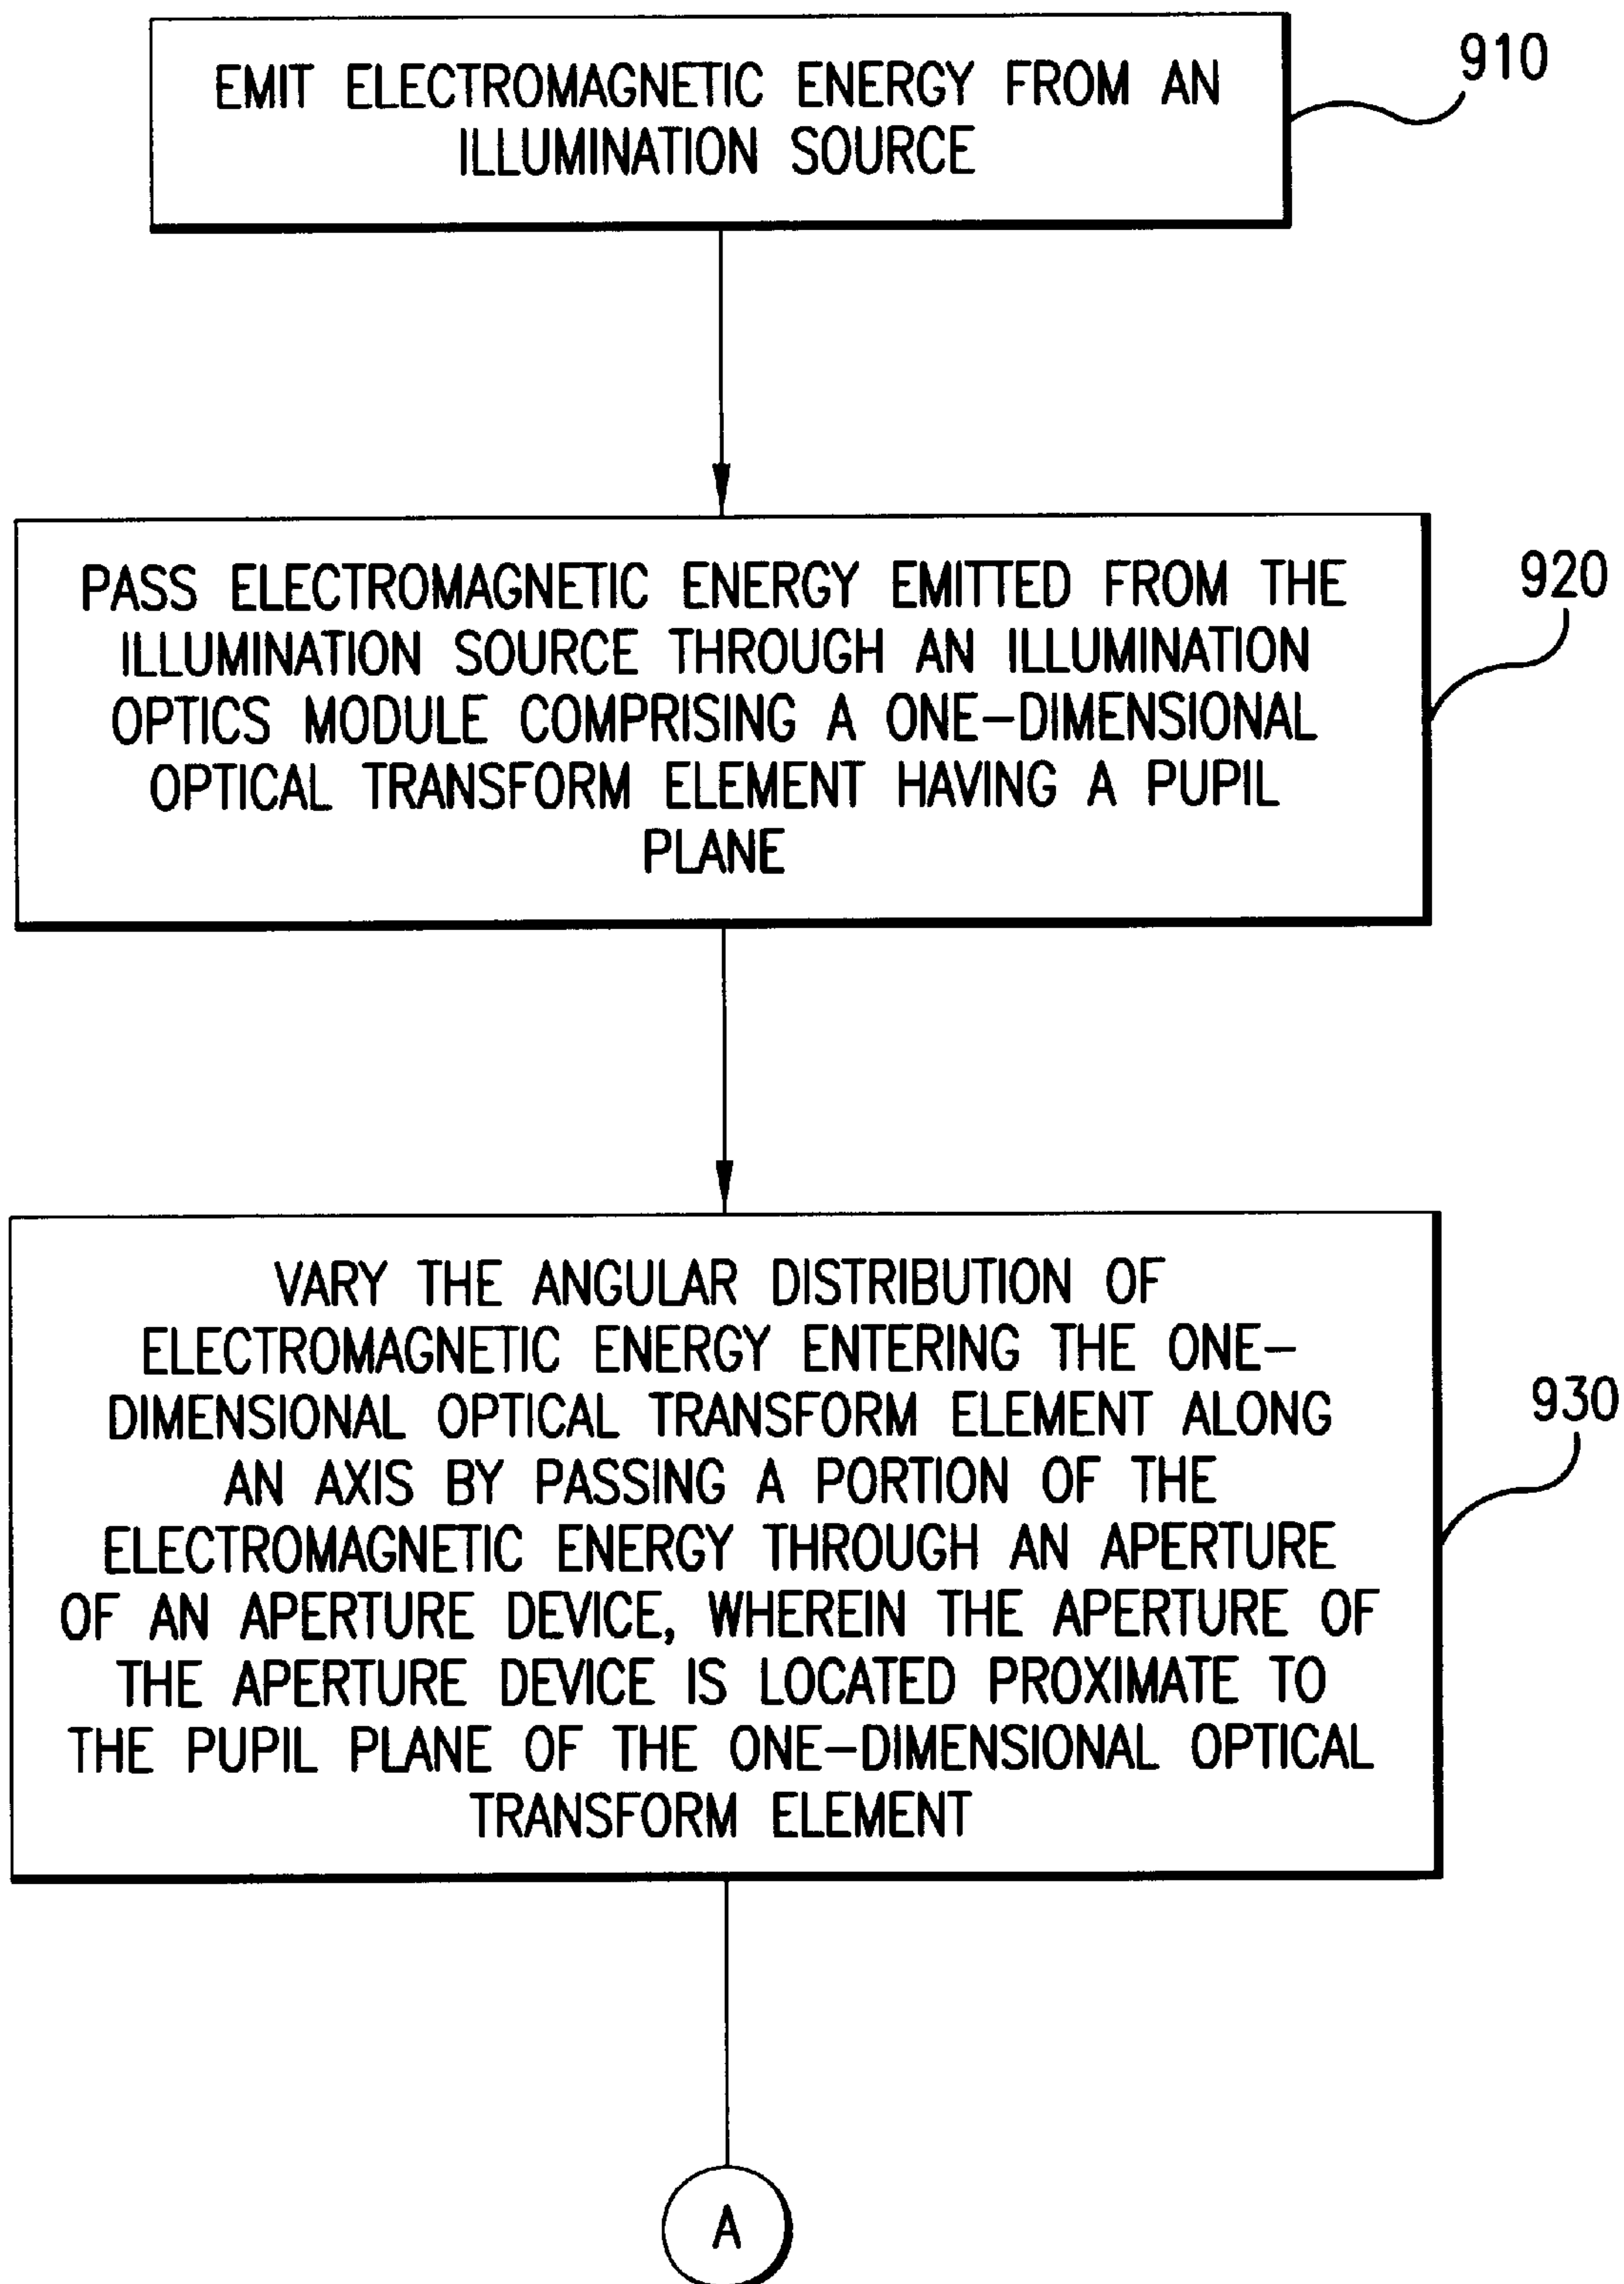 EMIT ELECTROMAGNETIC ENERGY FROM AN
ILLUMINATION SOURCE
910
PASS ELECTROMAGNETIC ENERGY EMITTED FROM THE
ILLUMINATION SOURCE THROUGH AN ILLUMINATION
OPTICS MODULE COMPRISING A ONE-DIMENSIONAL
OPTICAL TRANSFORM ELEMENT HAVING A PUPIL
PLANE
920
VARY THE ANGULAR DISTRIBUTION OF
ELECTROMAGNETIC ENERGY ENTERING THE ONE-
DIMENSIONAL OPTICAL TRANSFORM ELEMENT ALONG
AN AXIS BY PASSING A PORTION OF THE
ELECTROMAGNETIC ENERGY THROUGH AN APERTURE
OF AN APERTURE DEVICE, WHEREIN THE APERTURE OF
THE APERTURE DEVICE IS LOCATED PROXIMATE TO
THE PUPIL PLANE OF THE ONE-DIMENSIONAL OPTICAL
TRANSFORM ELEMENT
930
A